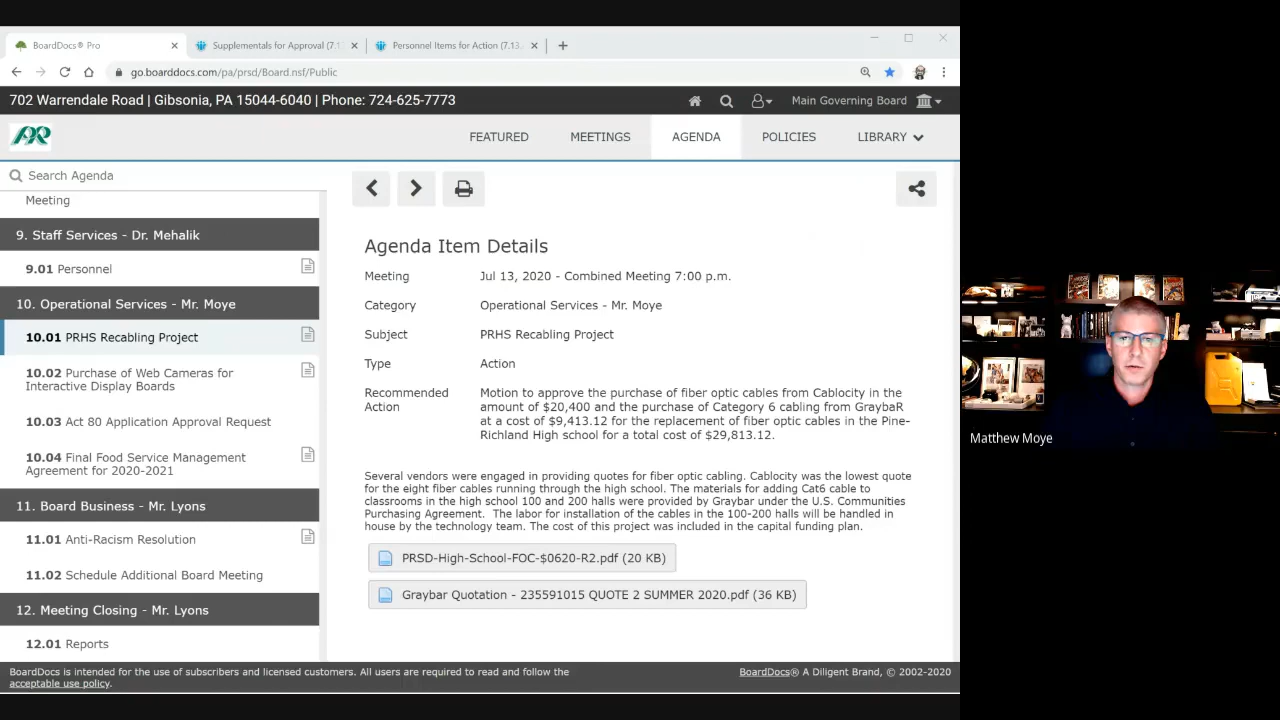 BoardDocs® Pro
Supplementals for Approval (7.1
Personnel Items for Action (7.13.
go.boarddocs.com/pa/prsd/Board.nsf/Public
702 Warrendale Road | Gibsonia, PA 15044-6040 | Phone: 724-625-7773
Main Governing Board
PR
FEATURED
MEETINGS
AGENDA
POLICIES
LIBRARY
Search Agenda
Meeting
9. Staff Services - Dr. Mehalik
9.01 Personnel
10. Operational Services - Mr. Moye
10.01 PRHS Recabling Project
10.02 Purchase of Web Cameras for
Interactive Display Boards
10.03 Act 80 Application Approval Request
10.04 Final Food Service Management
Agreement for 2020-2021
11. Board Business - Mr. Lyons
11.01 Anti-Racism Resolution
11.02 Schedule Additional Board Meeting
12. Meeting Closing - Mr. Lyons
12.01 Reports
Agenda Item Details
Meeting
Jul 13, 2020 - Combined Meeting 7:00 p.m.
Category
Operational Services - Mr. Moye
Subject
PRHS Recabling Project
Type
Action
Recommended
Action
Motion to approve the purchase of fiber optic cables from Cablocity in the
amount of $20,400 and the purchase of Category 6 cabling from GraybaR
at a cost of $9,413.12 for the replacement of fiber optic cables in the Pine-
Richland High school for a total cost of $29,813.12.
Several vendors were engaged in providing quotes for fiber optic cabling. Cablocity was the lowest quote
for the eight fiber cables running through the high school. The materials for adding Cat6 cable to
classrooms in the high school 100 and 200 halls were provided by Graybar under the U.S. Communities
Purchasing Agreement. The labor for installation of the cables in the 100-200 halls will be handled in
house by the technology team. The cost of this project was included in the capital funding plan.
PRSD-High-School-FOC-$0620-R2.pdf (20 KB)
Graybar Quotation - 235591015 QUOTE 2 SUMMER 2020.pdf (36 KB)
BoardDocs is intended for the use of subscribers and licensed customers. All users are required to read and follow the
acceptable use policy.
BoardDocs® A Diligent Brand, © 2002-2020
Matthew Moye